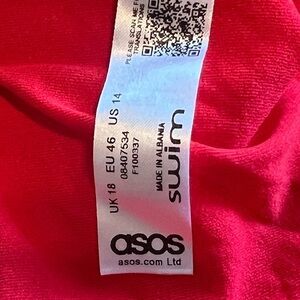 PLEASE SCAN ME F
TRANSLATIONS
UK 18 EU 46 US 14
08407534
F100337
MADE IN ALBANIA
swim
asos
asos.com Ltd